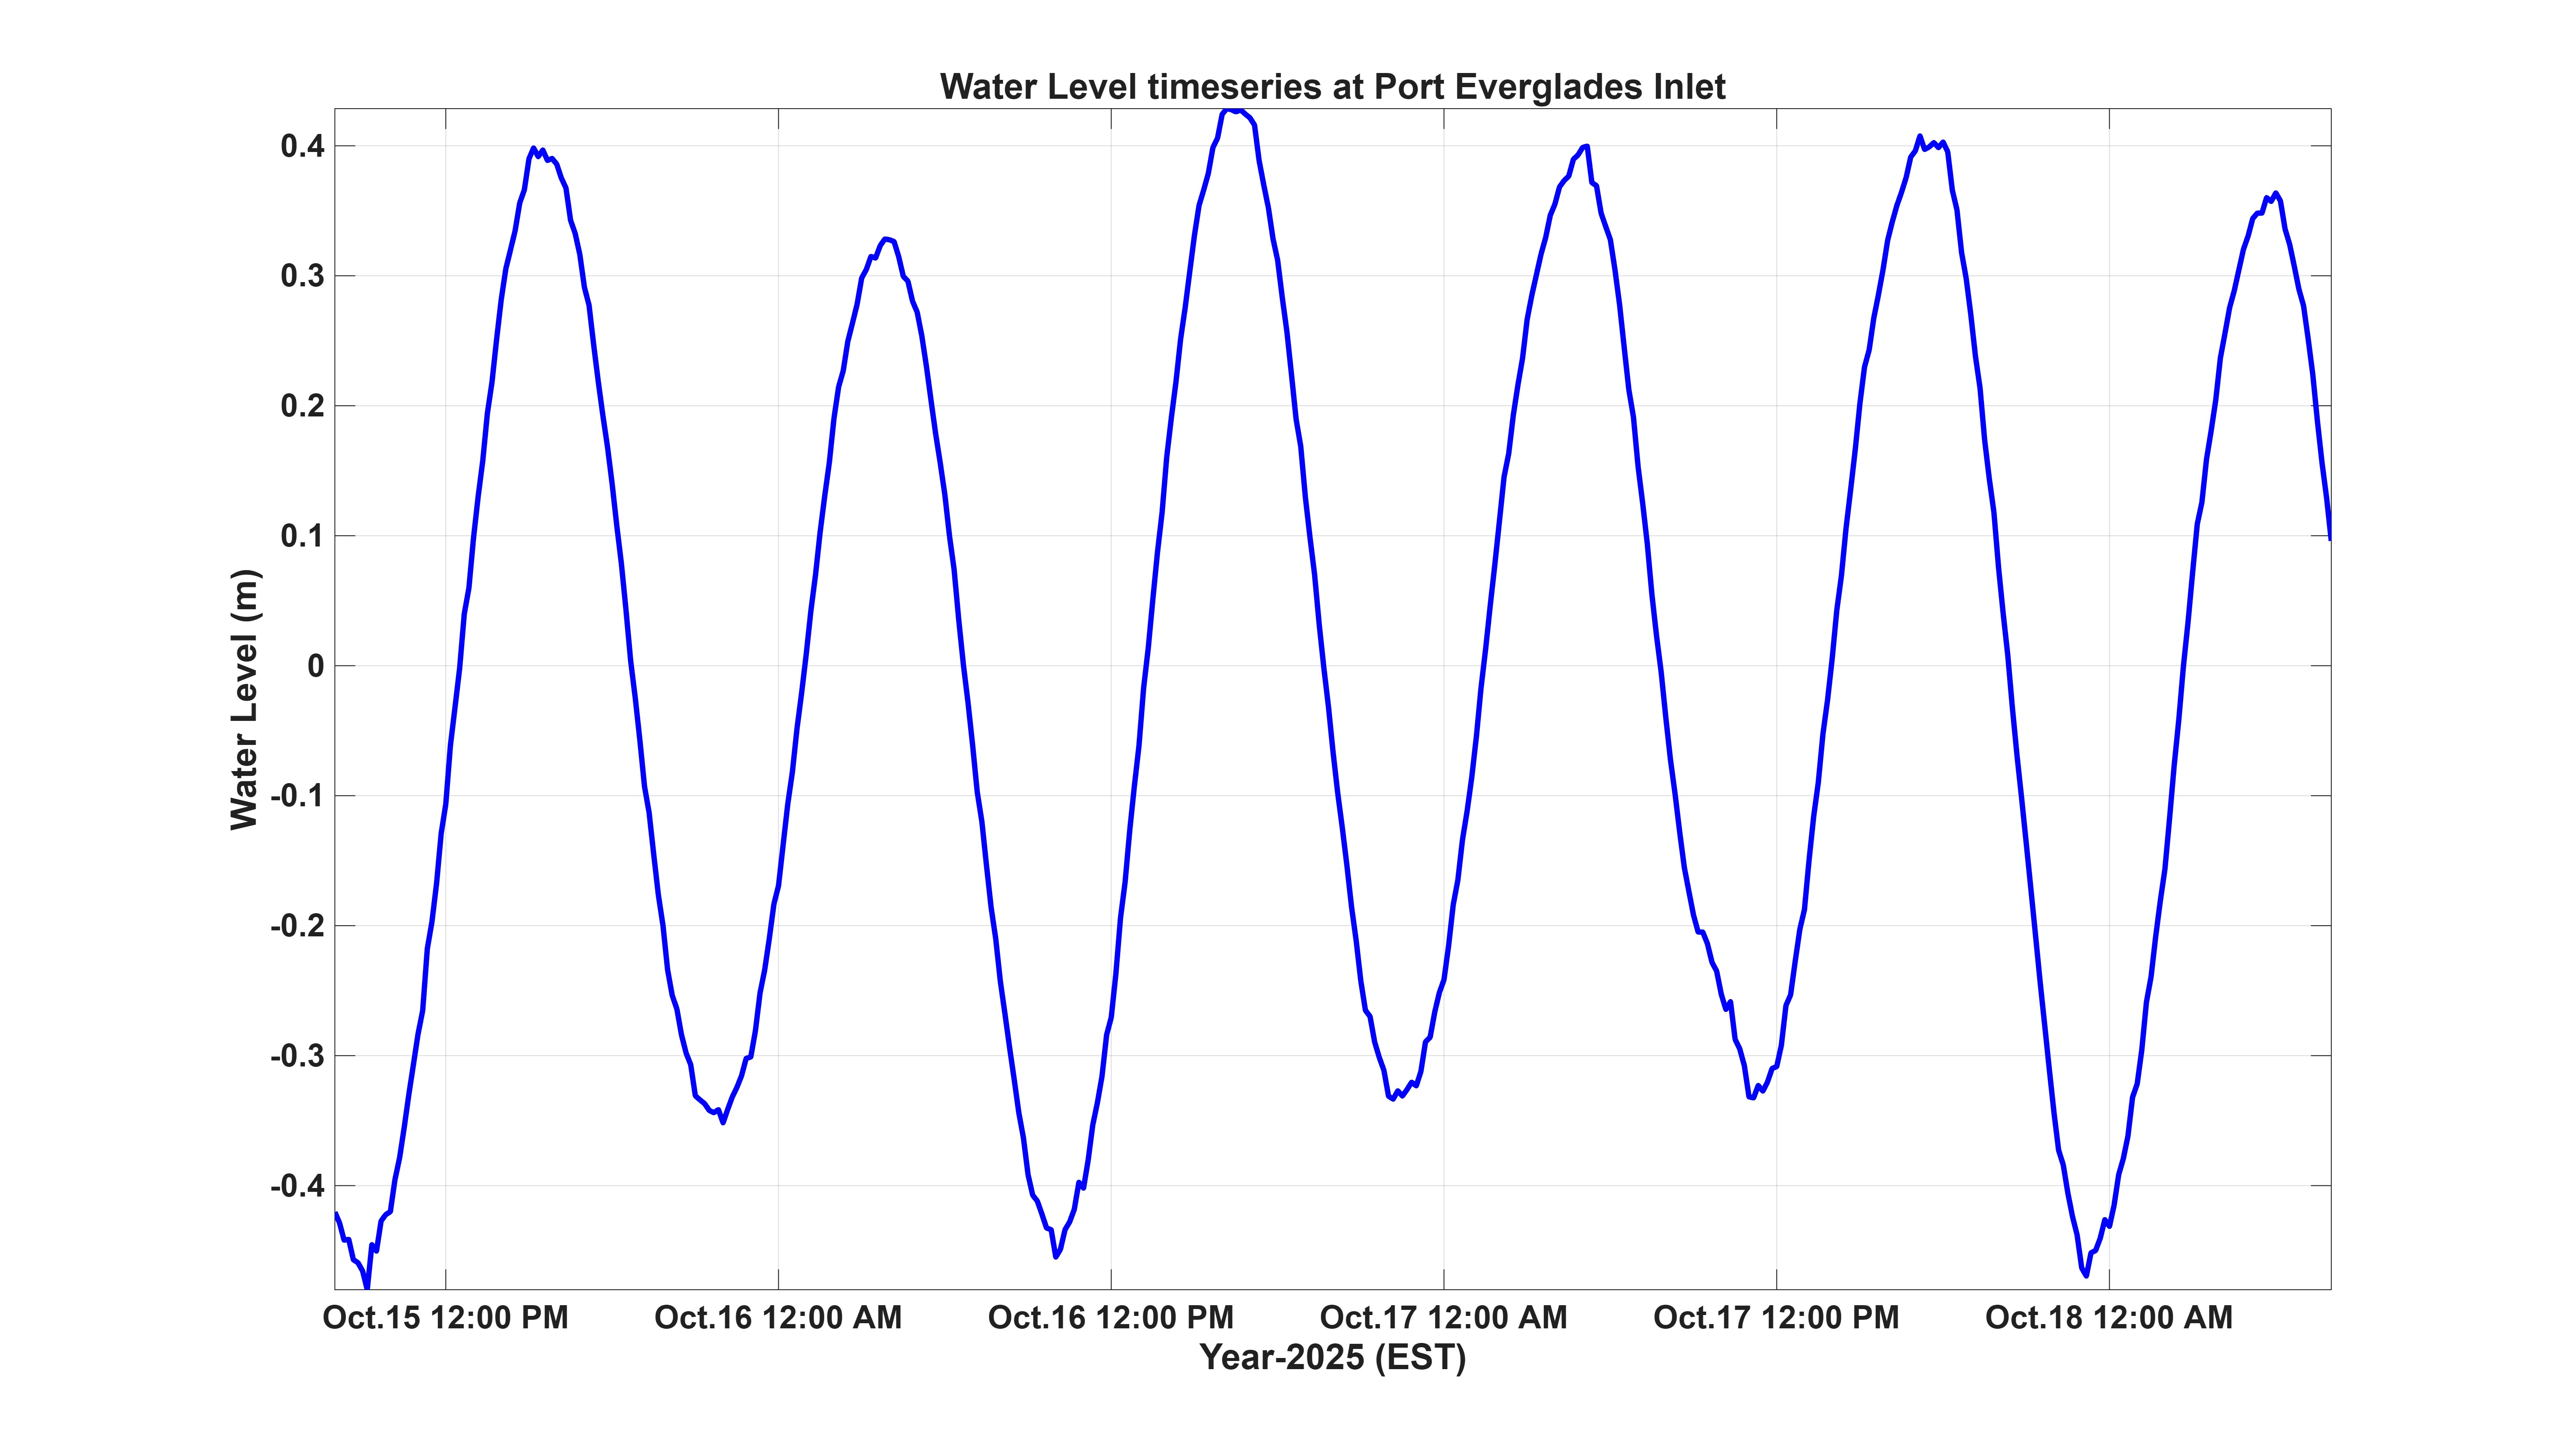 Water Level timeseries at Port Everglades Inlet
0.4
0.3
0.2
0.1
0
-0.1
-0.2
-0.3
-0.4
Water Level (m)
Oct.15 12:00 PM
Oct.16 12:00 AM
Oct.16 12:00 PM
Oct.17 12:00 AM
Oct.17 12:00 PM
Oct.18 12:00 AM
Year-2025 (EST)